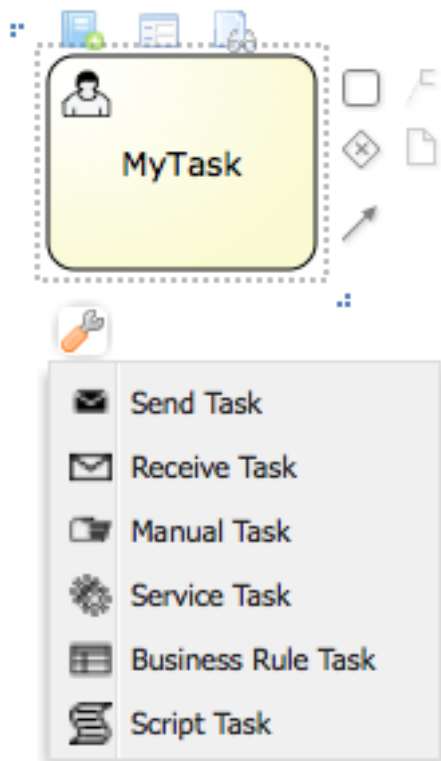 MyTask
Send Task
Receive Task
Manual Task
Service Task
Business Rule Task
Script Task